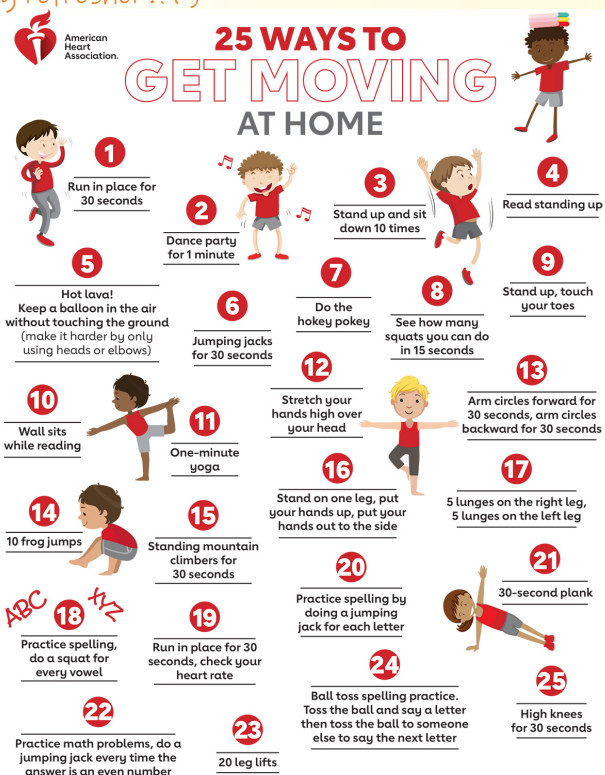 refresher
American
Heart
Association.
25 WAYS TO
GET MOVING
AT HOME
1
Run in place for
30 seconds
2
Dance party
for 1 minute
3
Stand up and sit
down 10 times
4
Read standing up
5
Hot lava!
Keep a balloon in the air
without touching the ground
(make it harder by only
using heads or elbows)
6
Jumping jacks
for 30 seconds
7
Do the
hokey pokey
8
See how many
squats you can do
in 15 seconds
9
Stand up, touch
your toes
10
Wall sits
while reading
11
One-minute
yoga
12
Stretch your
hands high over
your head
13
Arm circles forward for
30 seconds, arm circles
backward for 30 seconds
14
10 frog jumps
15
Standing mountain
climbers for
30 seconds
16
Stand on one leg, put
your hands up, put your
hands out to the side
17
5 lunges on the right leg,
5 lunges on the left leg
ABC XYZ
18
Practice spelling,
do a squat for
every vowel
19
Run in place for 30
seconds, check your
heart rate
20
Practice spelling by
doing a jumping
jack for each letter
21
30-second plank
22
Practice math problems, do a
jumping jack every time the
answer is an even number
23
20 leg lifts
24
Ball toss spelling practice.
Toss the ball and say a letter
then toss the ball to someone
else to say the next letter
25
High knees
for 30 seconds